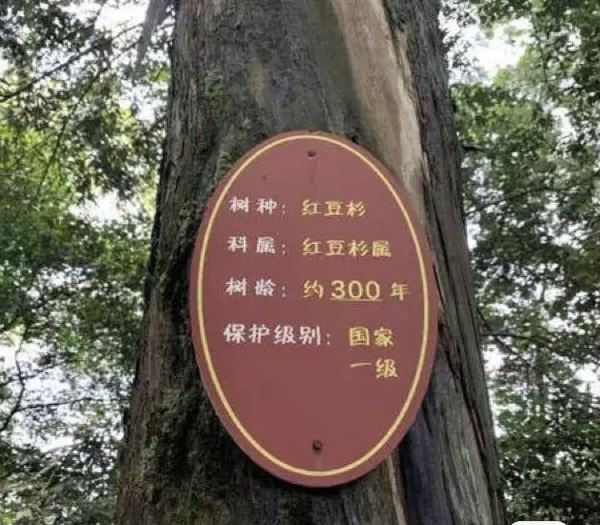 树种：红豆杉
科属：红豆杉属
树龄：约300年
保护级别：国家
一级